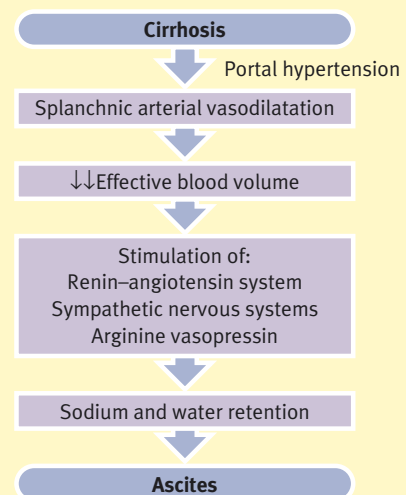 Cirrhosis
Portal hypertension
Splanchnic arterial vasodilatation
↓↓Effective blood volume
Stimulation of:
Renin–angiotensin system
Sympathetic nervous systems
Arginine vasopressin
Sodium and water retention
Ascites